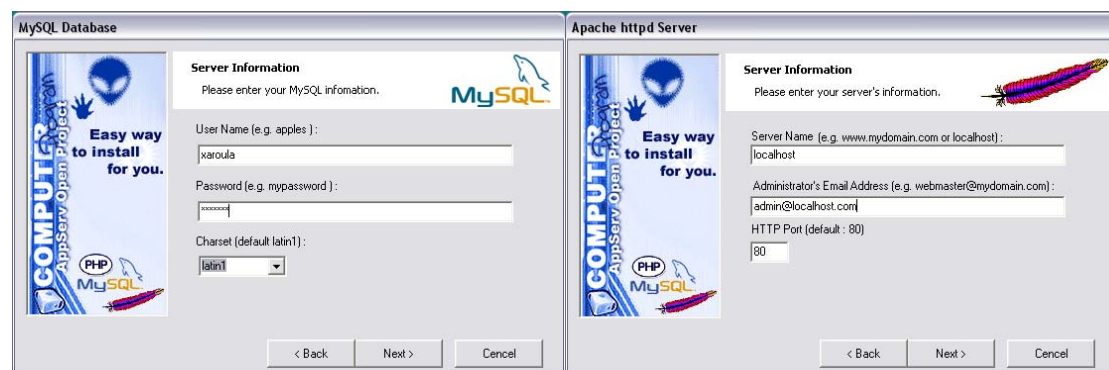 MySQL Database
COMPUTER Program
AppServ Open Project
Easy way
to install
for you.
PHP
MySQL
Server Information
Please enter your MySQL infomation.
MySQL
User Name (e.g. apples ) :
xaroula
Password (e.g. mypassword ) :
*******
Charset (default latin1) :
latin1
< Back
Next >
Cencel
Apache httpd Server
COMPUTER Program
AppServ Open Project
Easy way
to install
for you.
PHP
MySQL
Server Information
Please enter your server's information.
Server Name (e.g. www.mydomain.com or localhost) :
localhost
Administrator's Email Address (e.g. webmaster@mydomain.com) :
admin@localhost.com
HTTP Port (default : 80)
80
< Back
Next >
Cencel